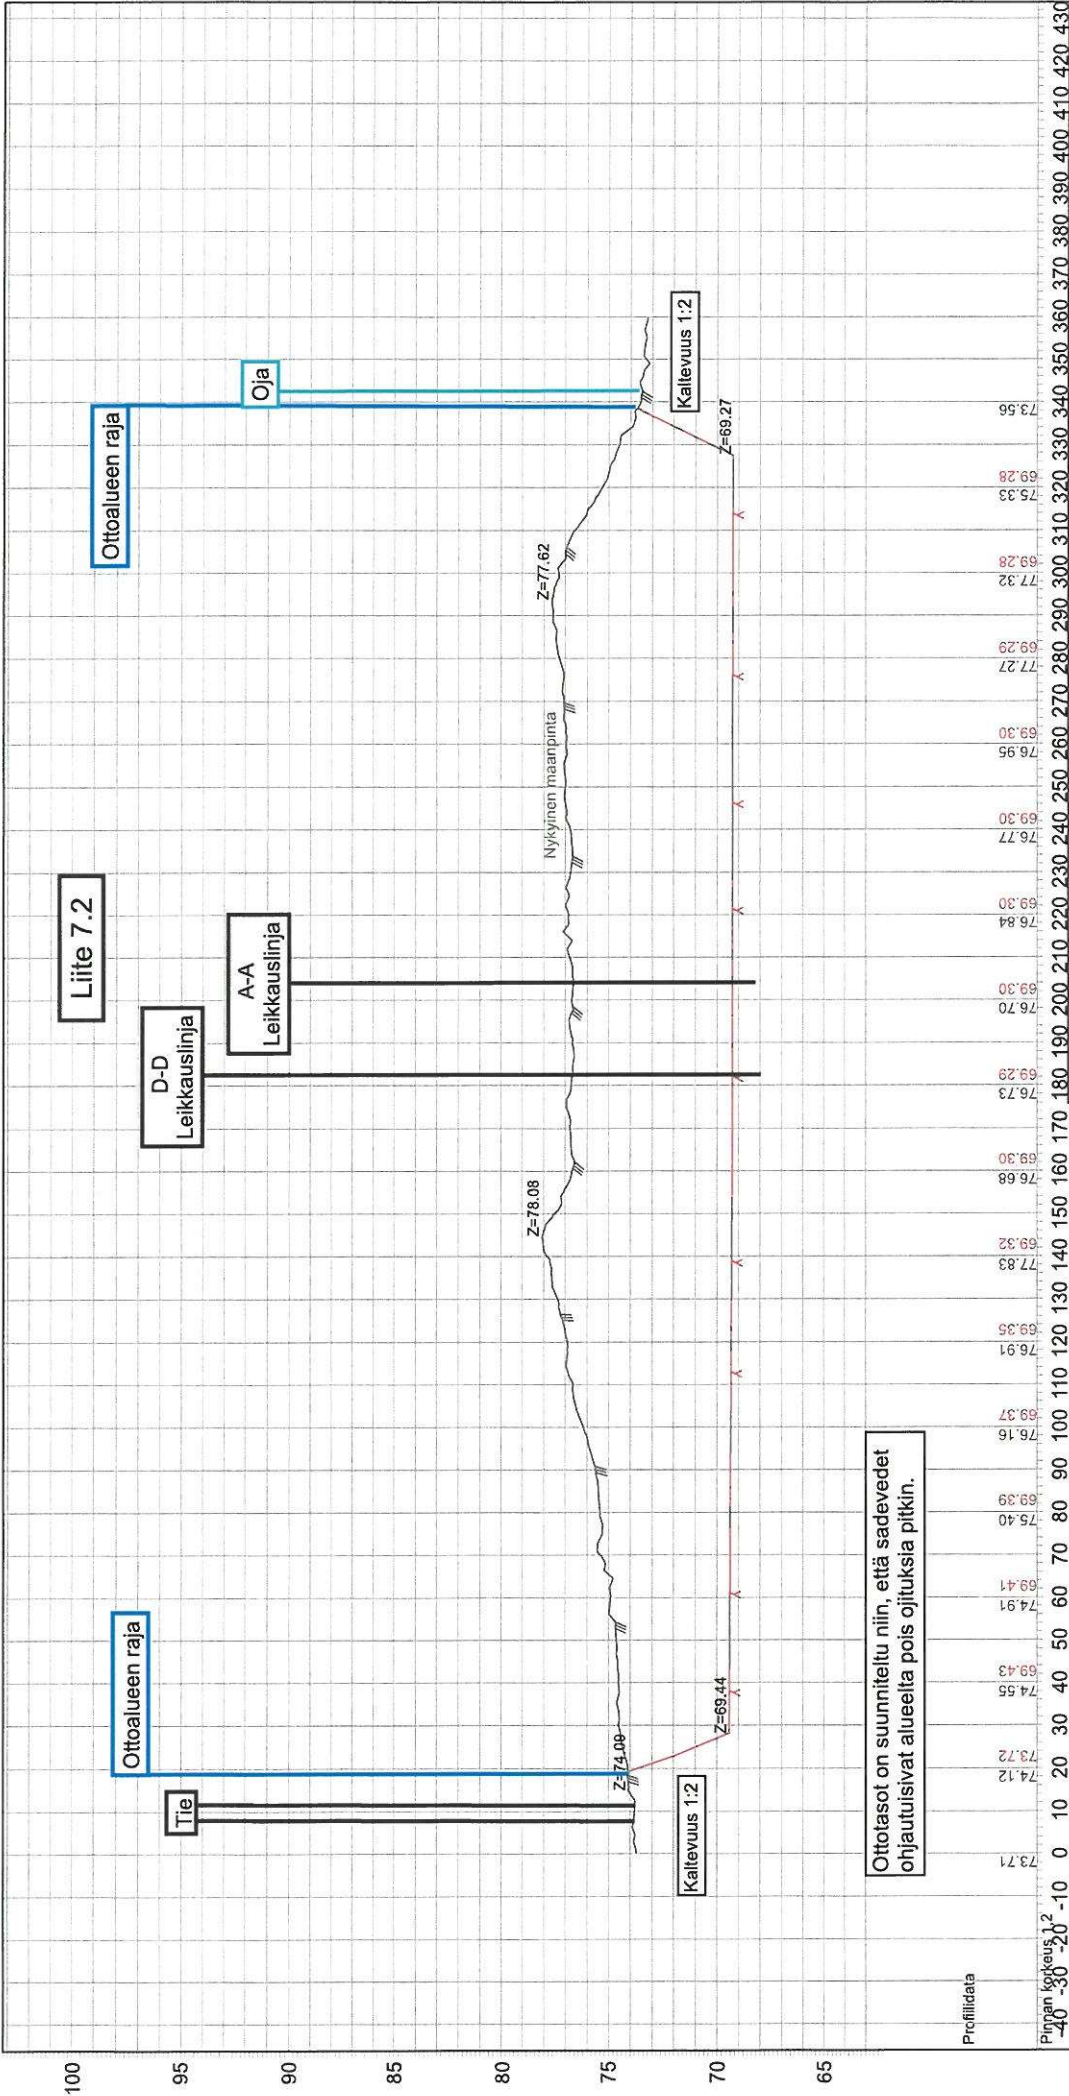 Liite 7.2
D-D
Leikkauslinja
A-A
Leikkauslinja
Ottoalueen raja
Tie
Ottoalueen raja
Oja
Z=74.09
Z=78.08
Nykyinen maanpinta
Z=77.62
Kaltevuus 1:2
Z=69.44
Z=69.27
Kaltevuus 1:2
100
95
90
85
80
75
70
65
Ottotasot on suunniteltu niin, että sadevedet
ohjautuisivat alueelta pois ojituksia pitkin.
Profiilidata
73.72 69.43 69.41 69.39 69.37 69.35 69.32 69.30 69.29 69.30 69.30 69.30 69.30 69.29 69.28 69.28
73.71 74.12 74.55 74.91 75.40 76.16 76.91 77.83 76.68 76.73 76.70 76.84 76.77 76.95 77.27 77.32 75.33 73.56
Pinnan korkeus 1,2
-40 -30 -20 -10 0 10 20 30 40 50 60 70 80 90 100 110 120 130 140 150 160 170 180 190 200 210 220 230 240 250 260 270 280 290 300 310 320 330 340 350 360 370 380 390 400 410 420 430